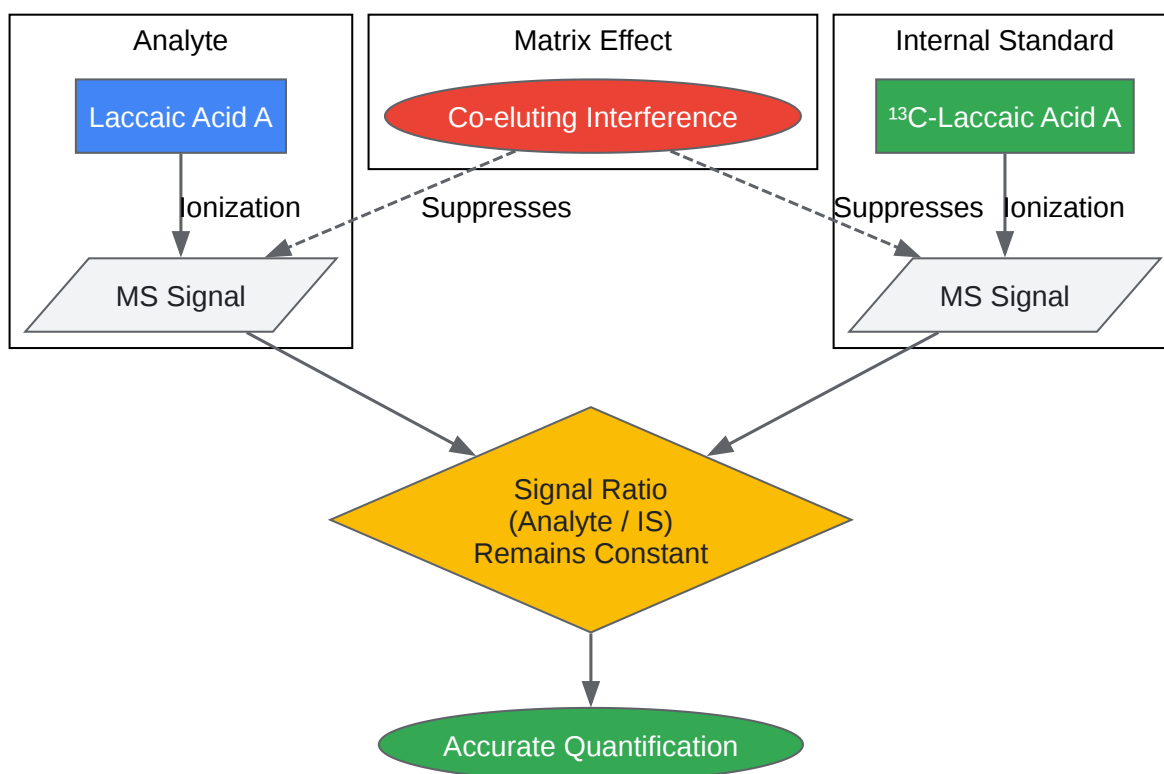 Analyte
Matrix Effect
Internal Standard
Laccaic Acid A
Co-eluting Interference
¹³C-Laccaic Acid A
Ionization
Suppresses
Suppresses
Ionization
MS Signal
MS Signal
Signal Ratio
(Analyte / IS)
Remains Constant
Accurate Quantification